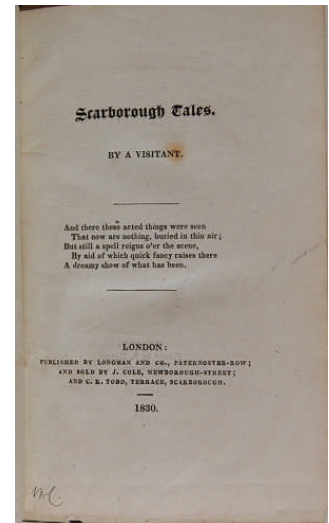 Scarborough Tales.
BY A VISITANT.
And there these acted things were seen
That now are nothing, buried in thin air;
But still a spell reigns o'er the scene,
By aid of which quick fancy raises there
A dreamy show of what has been.
LONDON:
PUBLISHED BY LONGMAN AND CO., PATERNOSTER-ROW;
AND SOLD BY J. COLE, NEWBOROUGH-STREET;
AND C. R. TODD, TERRACE, SCARBOROUGH.
1830.